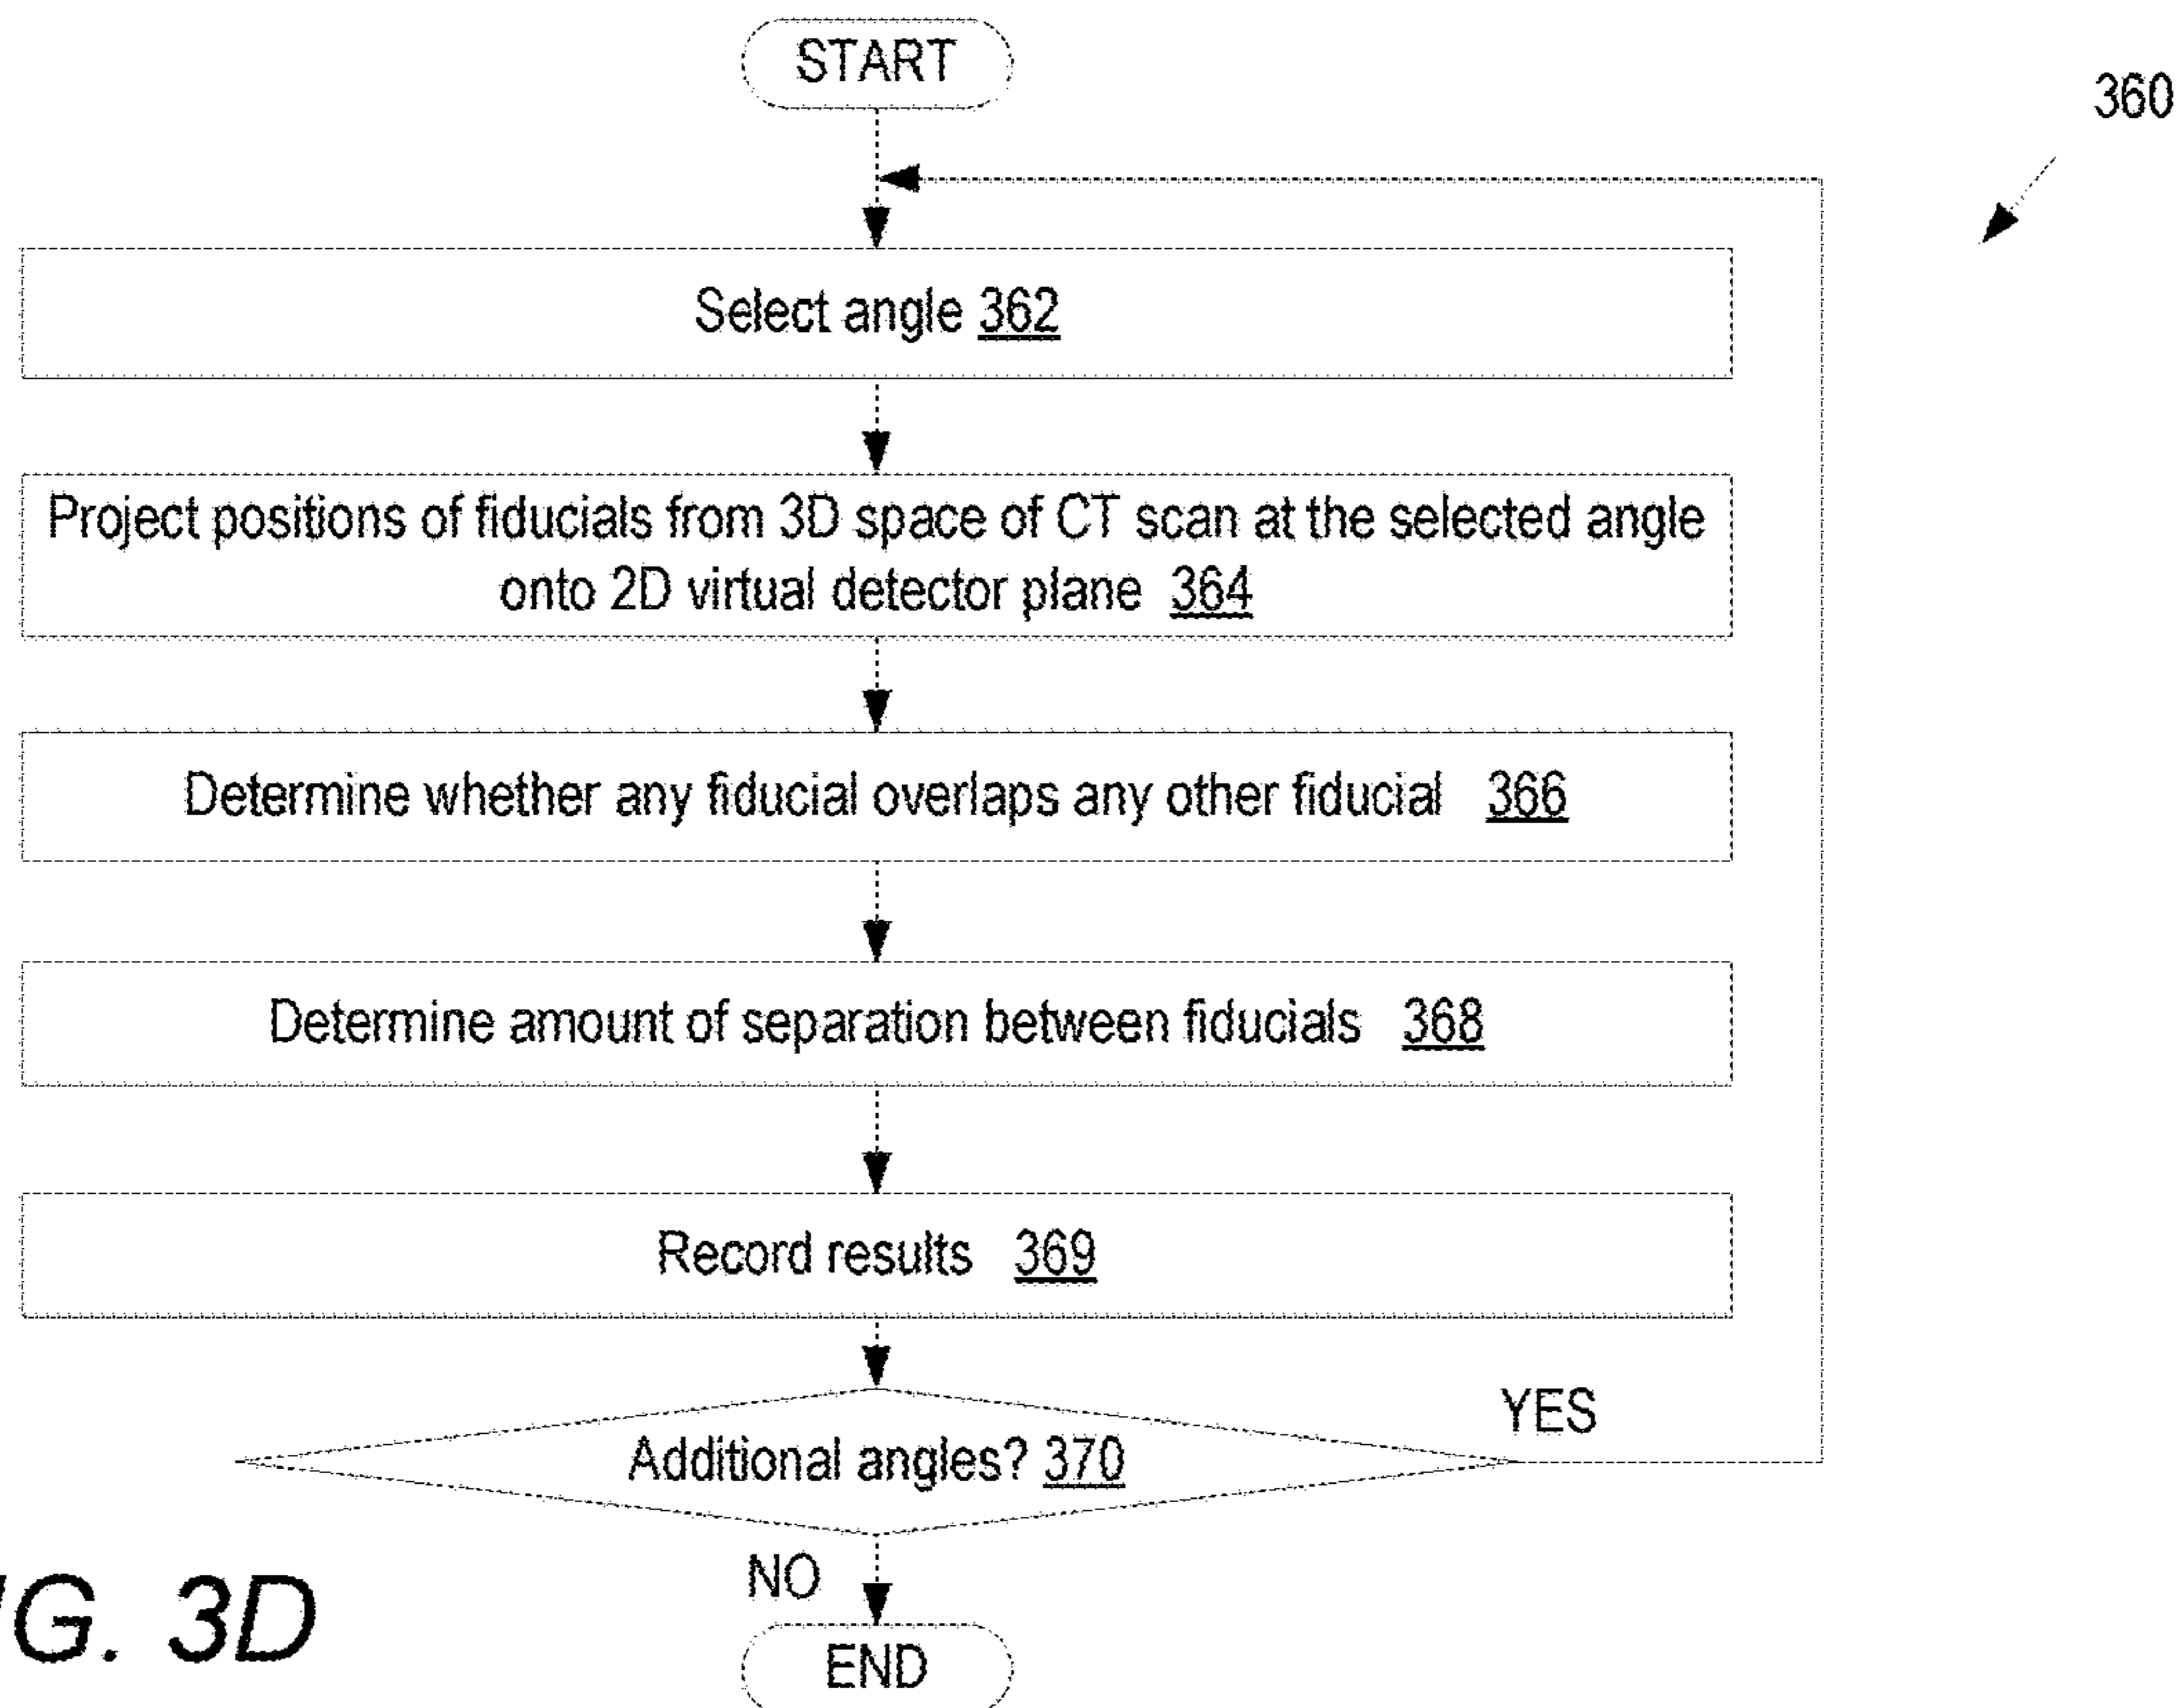 START
360
Select angle 362
Project positions of fiducials from 3D space of CT scan at the selected angle
onto 2D virtual detector plane 364
Determine whether any fiducial overlaps any other fiducial 366
Determine amount of separation between fiducials 368
Record results 369
YES
Additional angles? 370
NO
G. 3D
END